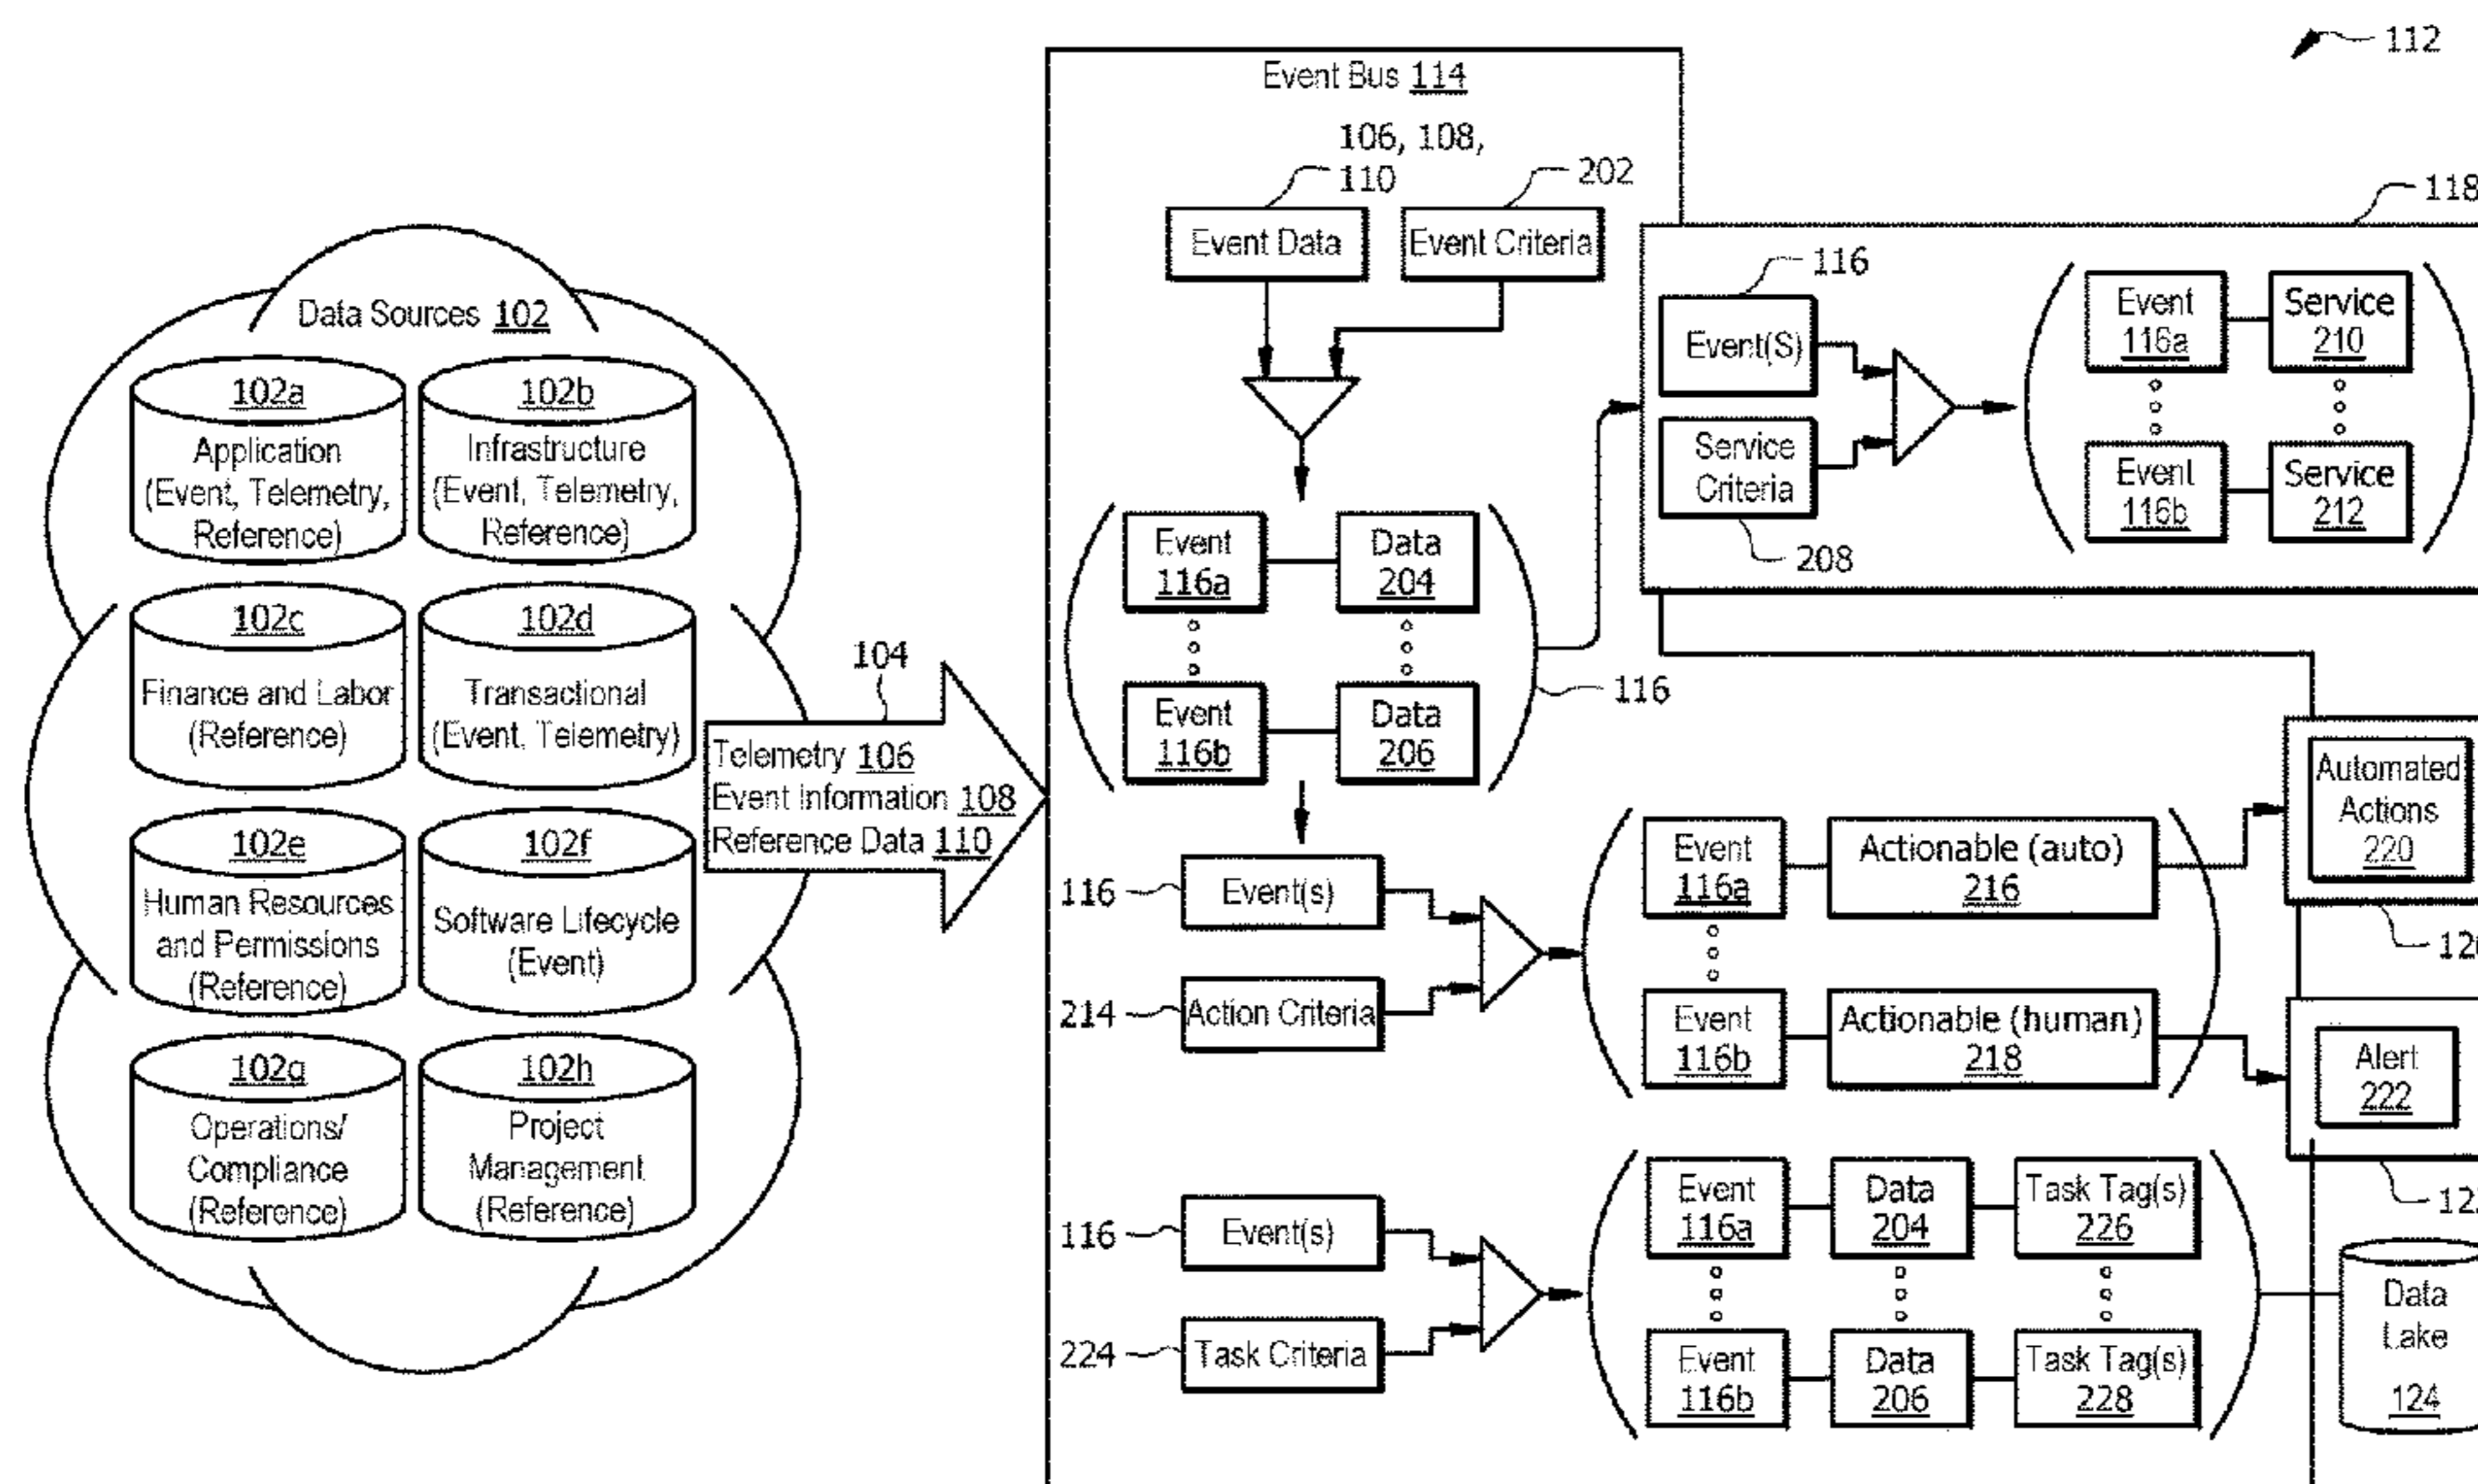 112
Event Bus 114
106, 108,
110
202
118
Event Data
Event Criteria
116
Event(S)
Service
Criteria
208
Event
116a
Service
210
Event
116b
Service
212
Data Sources 102
102a
Application
(Event, Telemetry,
Reference)
102b
Infrastructure
(Event, Telemetry,
Reference)
102c
Finance and Labor
(Reference)
102d
Transactional
(Event, Telemetry)
102e
Human Resources
and Permissions
(Reference)
102f
Software Lifecycle
(Event)
102g
Operations/
Compliance
(Reference)
102h
Project
Management
(Reference)
104
Telemetry 106
Event Information 108
Reference Data 110
Event
116a
Data
204
Event
116b
Data
206
116
116
Event(s)
214
Action Criteria
Event
116a
Actionable (auto)
216
Event
116b
Actionable (human)
218
Automated
Actions
220
Alert
222
116
Event(s)
224
Task Criteria
Event
116a
Data
204
Task Tag(s)
226
Event
116b
Data
206
Task Tag(s)
228
Data
Lake
124